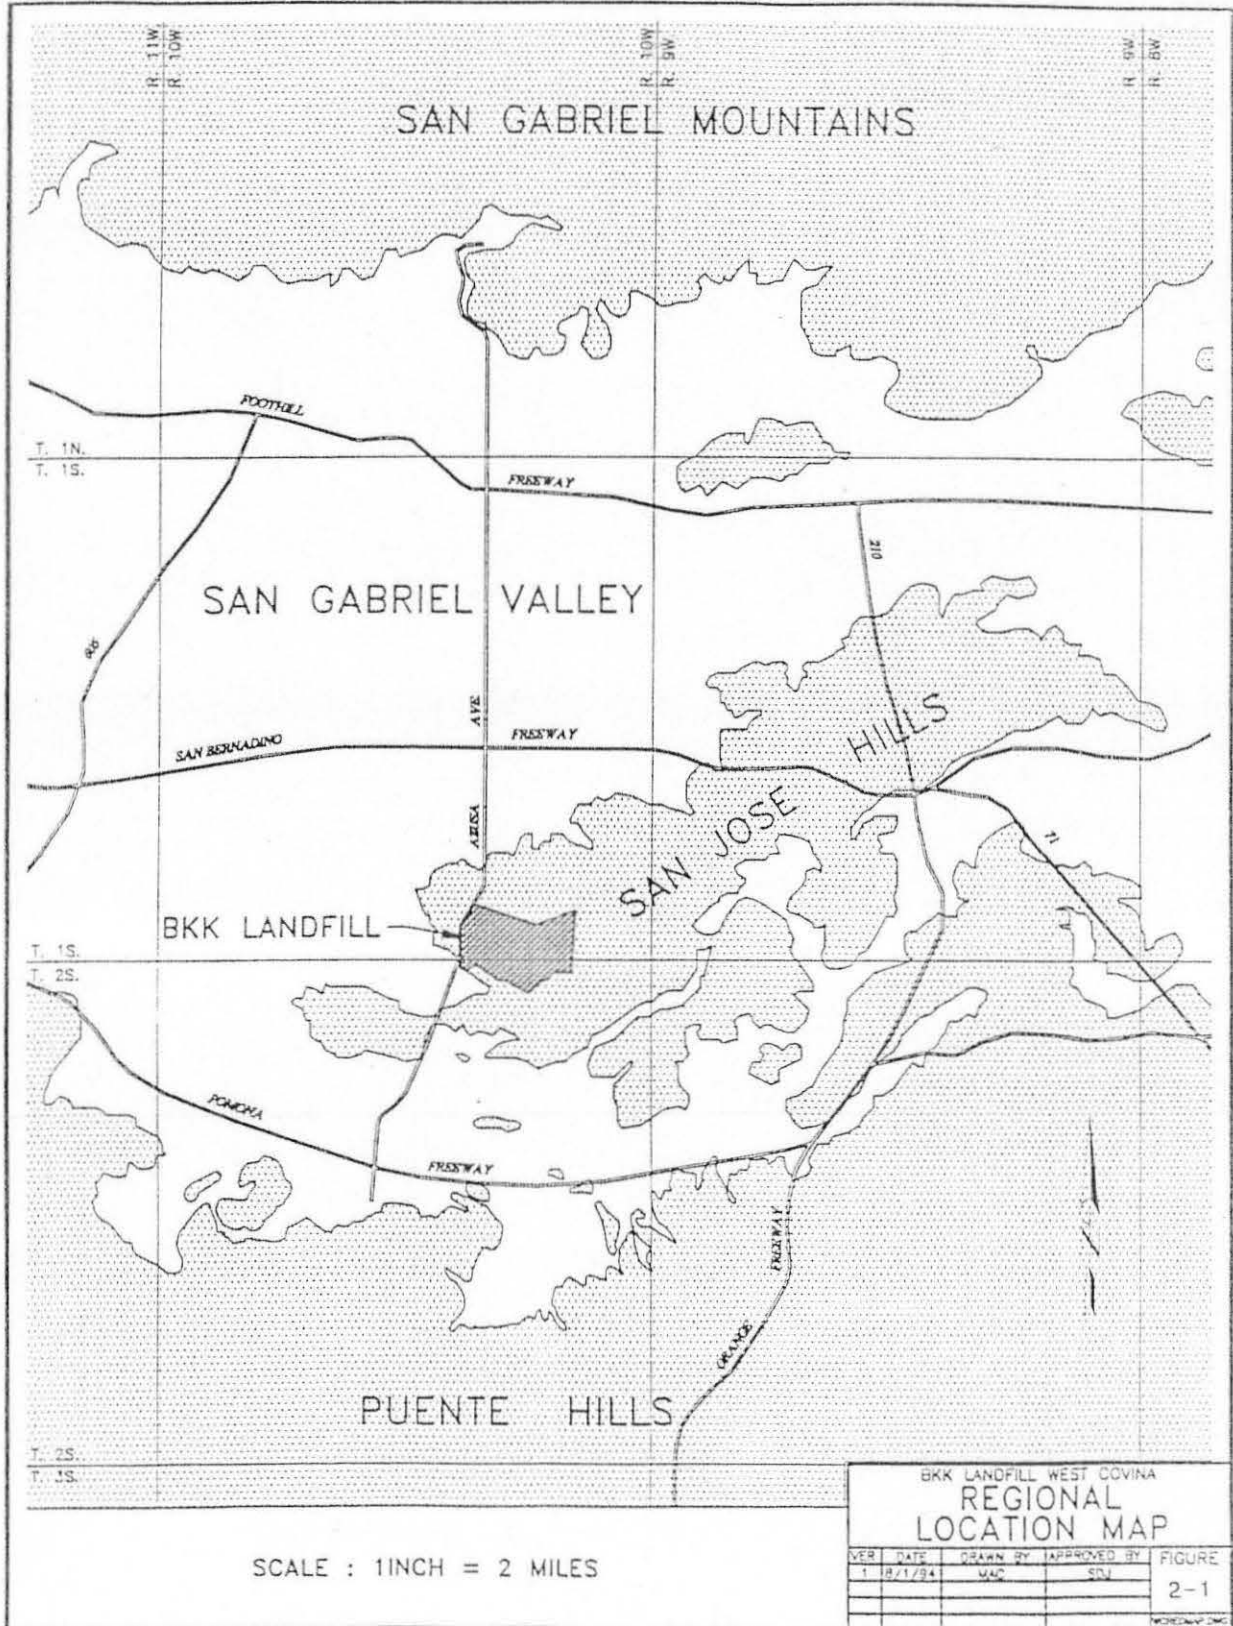 R. 11W
R. 10W
R. 10W
R. 9W
R. 9W
R. 8W
SAN GABRIEL MOUNTAINS
FOOTHILL
T. 1N.
T. 1S.
FREEWAY
210
SAN GABRIEL VALLEY
605
AVE.
SAN BERNADINO
FREEWAY
HILLS
SAN JOSE
AZUSA
71
BKK LANDFILL
T. 1S.
T. 2S.
POMONA
FREEWAY
FREEWAY
ORANGE
PUENTE HILLS
T. 2S.
T. 3S.
SCALE : 1INCH = 2 MILES
BKK LANDFILL WEST COVINA
REGIONAL
LOCATION MAP
VER DATE DRAWN BY APPROVED BY FIGURE
1 8/1/94 MAC SDJ
2-1